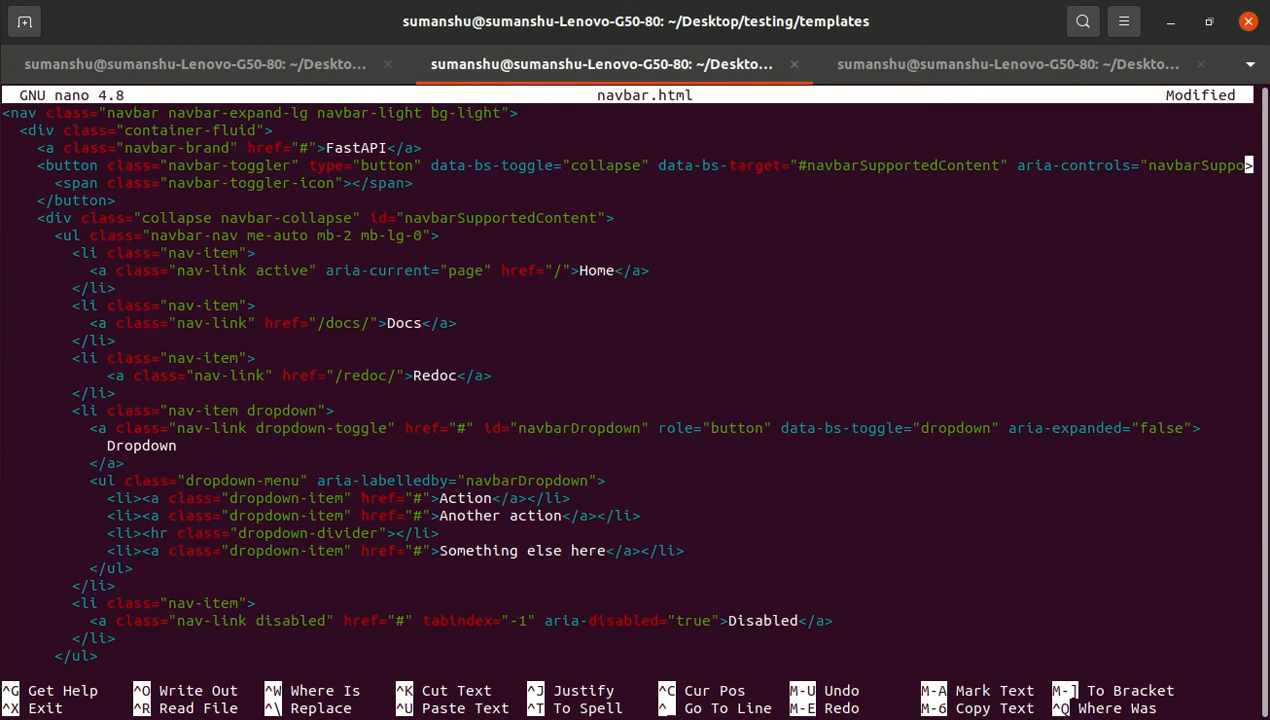 sumanshu@sumanshu-Lenovo-G50-80: ~/Desktop/testing/templates
sumanshu@sumanshu-Lenovo-G50-80: ~/Deskto... × sumanshu@sumanshu-Lenovo-G50-80: ~/Deskto... × sumanshu@sumanshu-Lenovo-G50-80: ~/Deskto... ×
GNU nano 4.8 navbar.html Modified
<nav class="navbar navbar-expand-lg navbar-light bg-light">
  <div class="container-fluid">
    <a class="navbar-brand" href="#">FastAPI</a>
    <button class="navbar-toggler" type="button" data-bs-toggle="collapse" data-bs-target="#navbarSupportedContent" aria-controls="navbarSuppo>
      <span class="navbar-toggler-icon"></span>
    </button>
    <div class="collapse navbar-collapse" id="navbarSupportedContent">
      <ul class="navbar-nav me-auto mb-2 mb-lg-0">
        <li class="nav-item">
          <a class="nav-link active" aria-current="page" href="/">Home</a>
        </li>
        <li class="nav-item">
          <a class="nav-link" href="/docs/">Docs</a>
        </li>
        <li class="nav-item">
            <a class="nav-link" href="/redoc/">Redoc</a>
        </li>
        <li class="nav-item dropdown">
          <a class="nav-link dropdown-toggle" href="#" id="navbarDropdown" role="button" data-bs-toggle="dropdown" aria-expanded="false">
            Dropdown
          </a>
          <ul class="dropdown-menu" aria-labelledby="navbarDropdown">
            <li><a class="dropdown-item" href="#">Action</a></li>
            <li><a class="dropdown-item" href="#">Another action</a></li>
            <li><hr class="dropdown-divider"></li>
            <li><a class="dropdown-item" href="#">Something else here</a></li>
          </ul>
        </li>
        <li class="nav-item">
          <a class="nav-link disabled" href="#" tabindex="-1" aria-disabled="true">Disabled</a>
        </li>
      </ul>
^G Get Help ^O Write Out ^W Where Is ^K Cut Text ^J Justify ^C Cur Pos M-U Undo M-A Mark Text M-] To Bracket
^X Exit ^R Read File ^\ Replace ^U Paste Text ^T To Spell ^_ Go To Line M-E Redo M-6 Copy Text ^Q Where Was